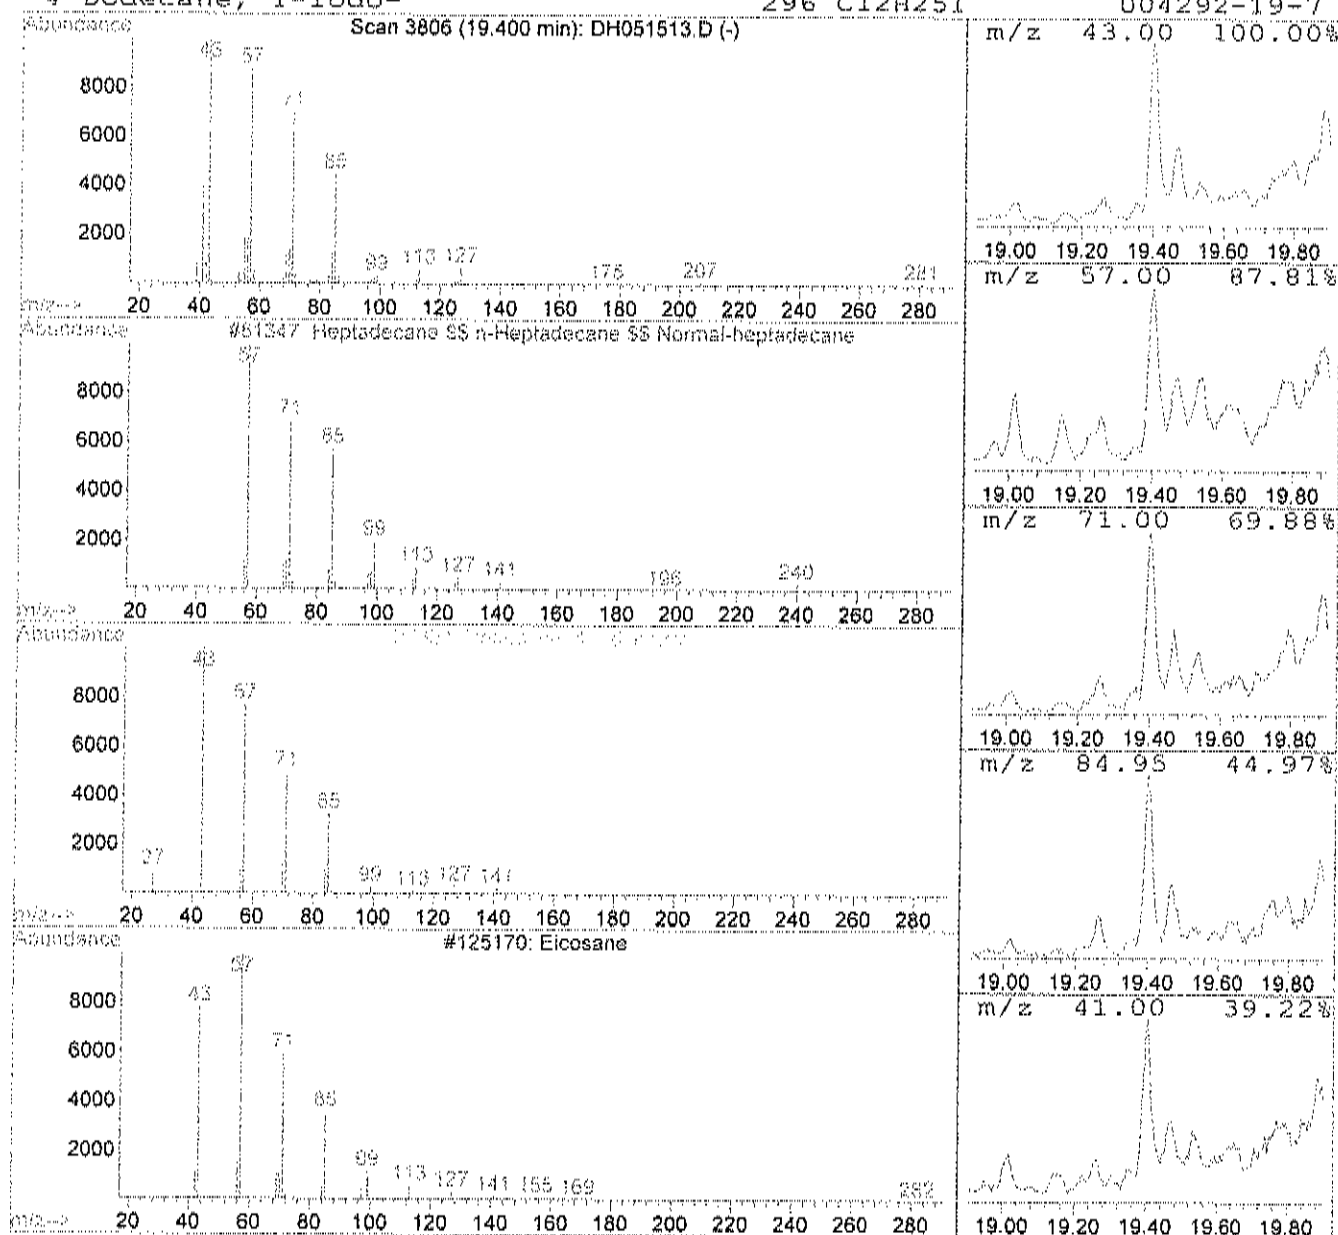 4 Dodecane, 1-iodo- 296 C12H25I 004292-19-7
Abundance
Scan 3806 (19.400 min): DH051513.D (-)
43 57 71 85 99 113 127 175 207 281
8000
6000
4000
2000
m/z--> 20 40 60 80 100 120 140 160 180 200 220 240 260 280
Abundance
#81347 Heptadecane $$ n-Heptadecane $$ Normal-heptadecane
57 71 85 99 113 127 141 196 240
8000
6000
4000
2000
m/z--> 20 40 60 80 100 120 140 160 180 200 220 240 260 280
Abundance
43 57 71 85 27 99 113 127 141
8000
6000
4000
2000
m/z--> 20 40 60 80 100 120 140 160 180 200 220 240 260 280
Abundance
#125170: Eicosane
57 43 71 85 99 113 127 141 155 169 282
8000
6000
4000
2000
m/z--> 20 40 60 80 100 120 140 160 180 200 220 240 260 280
m/z 43.00 100.00%
19.00 19.20 19.40 19.60 19.80
m/z 57.00 87.81%
19.00 19.20 19.40 19.60 19.80
m/z 71.00 69.88%
19.00 19.20 19.40 19.60 19.80
m/z 84.95 44.97%
19.00 19.20 19.40 19.60 19.80
m/z 41.00 39.22%
19.00 19.20 19.40 19.60 19.80